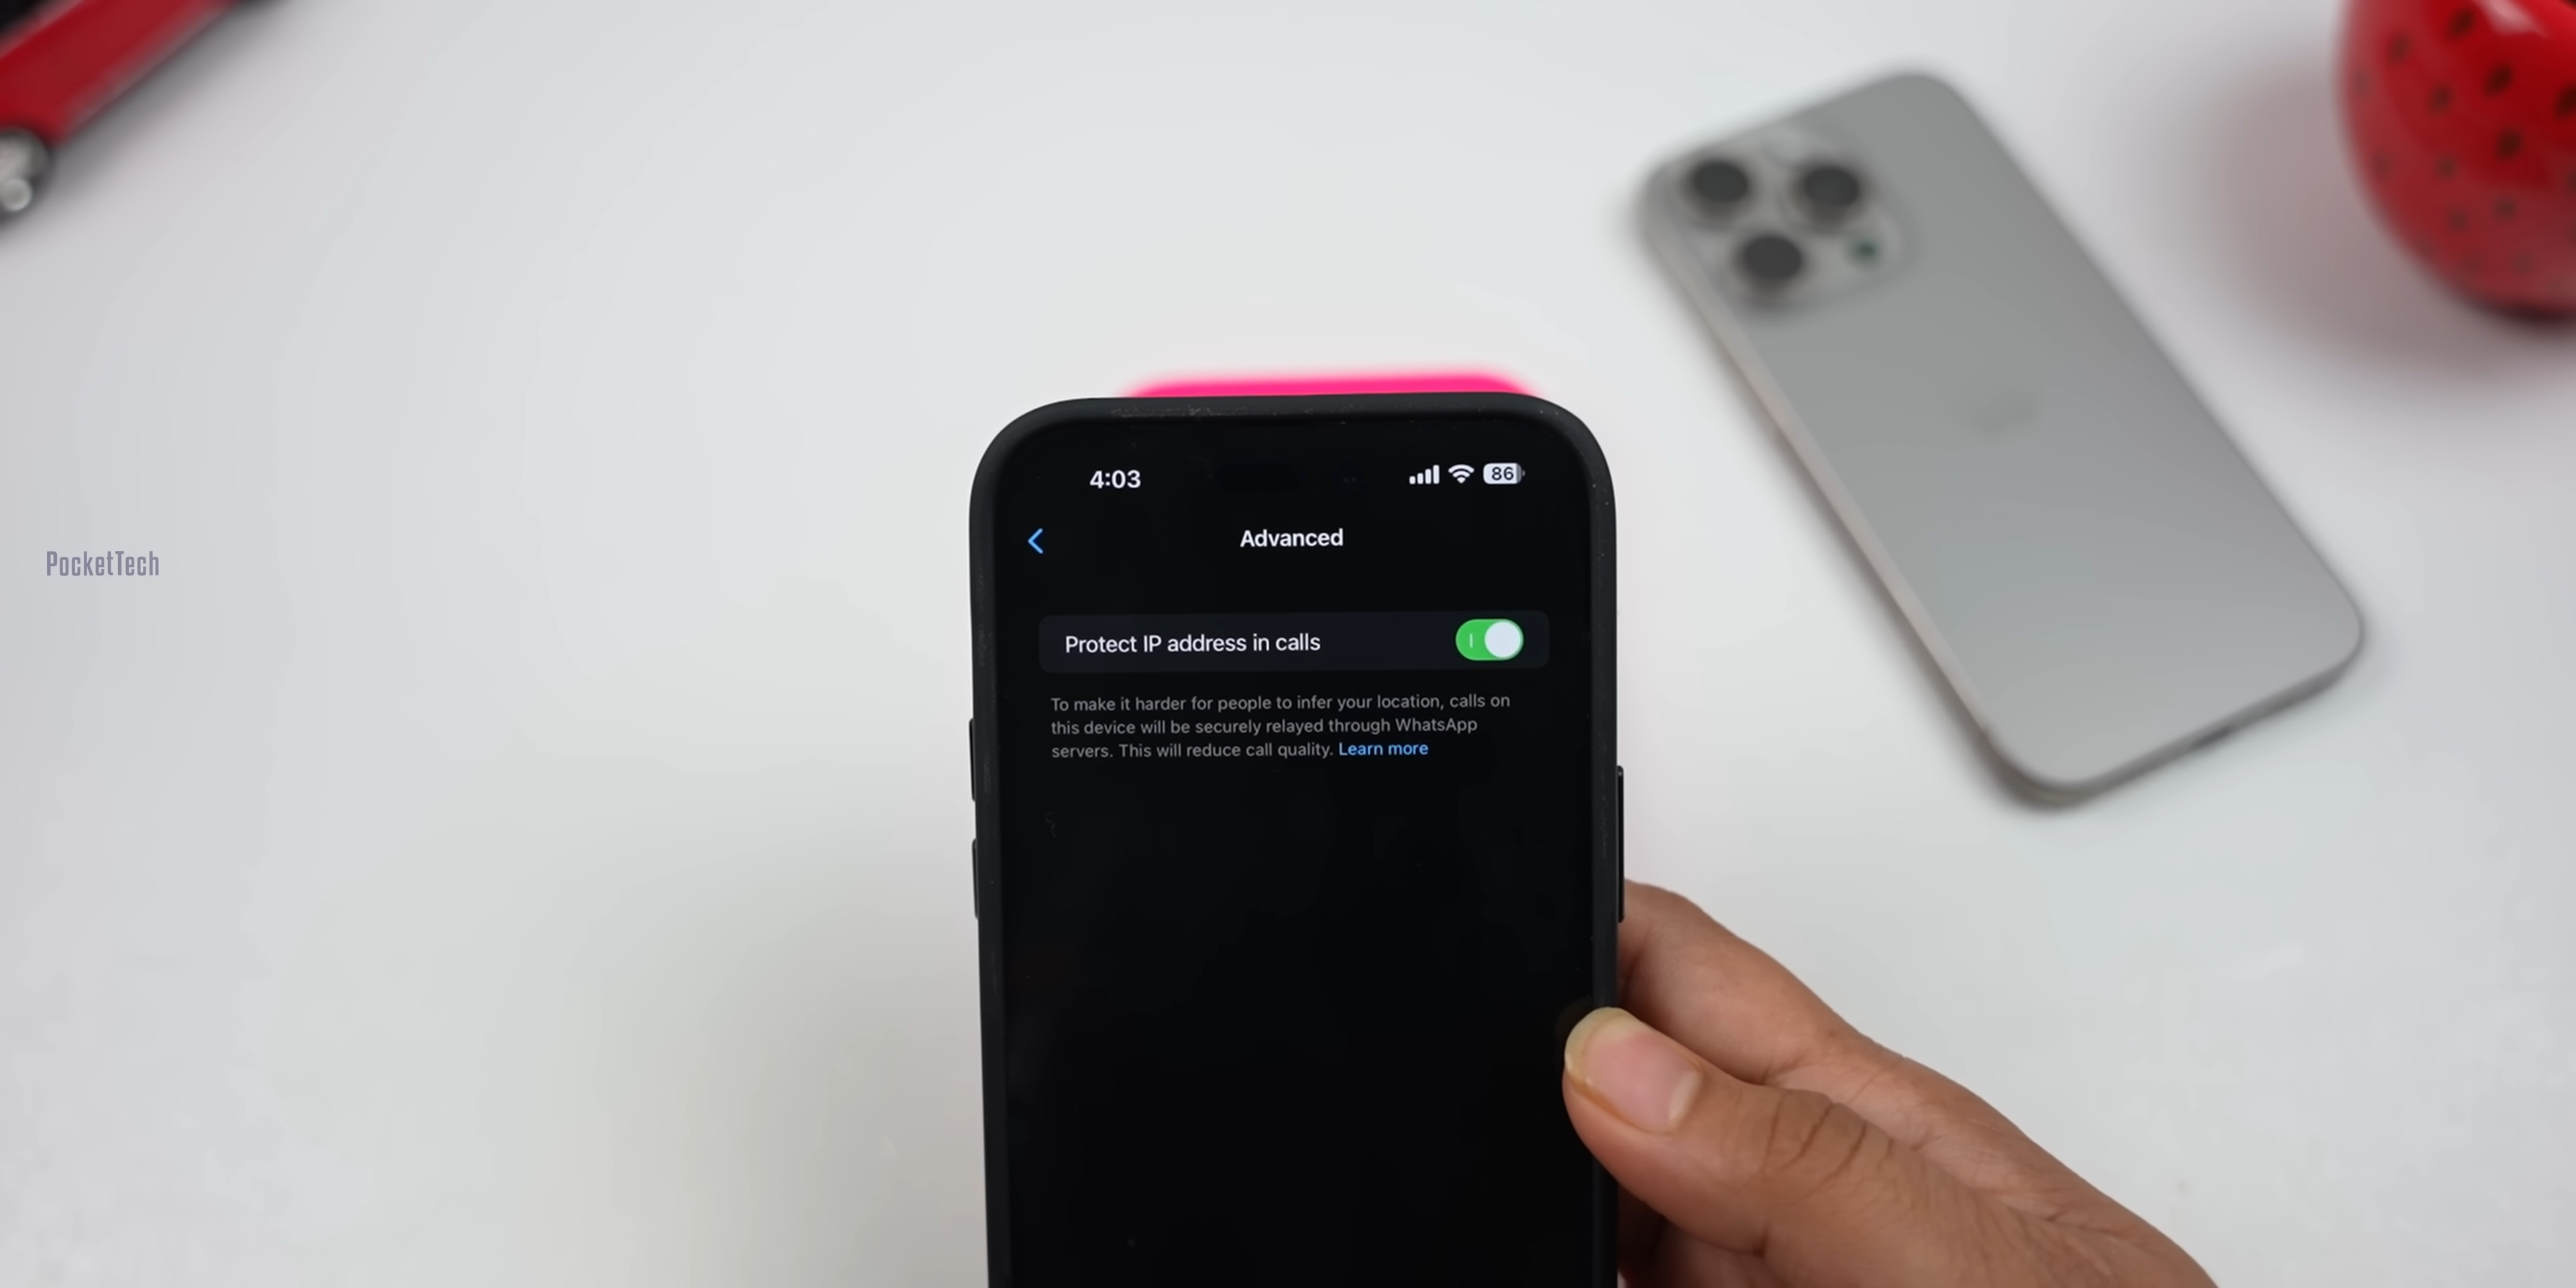 4:03
86
Advanced
Protect IP address in calls
To make it harder for people to infer your location, calls on
this device will be securely relayed through WhatsApp
servers. This will reduce call quality. Learn more
PocketTech